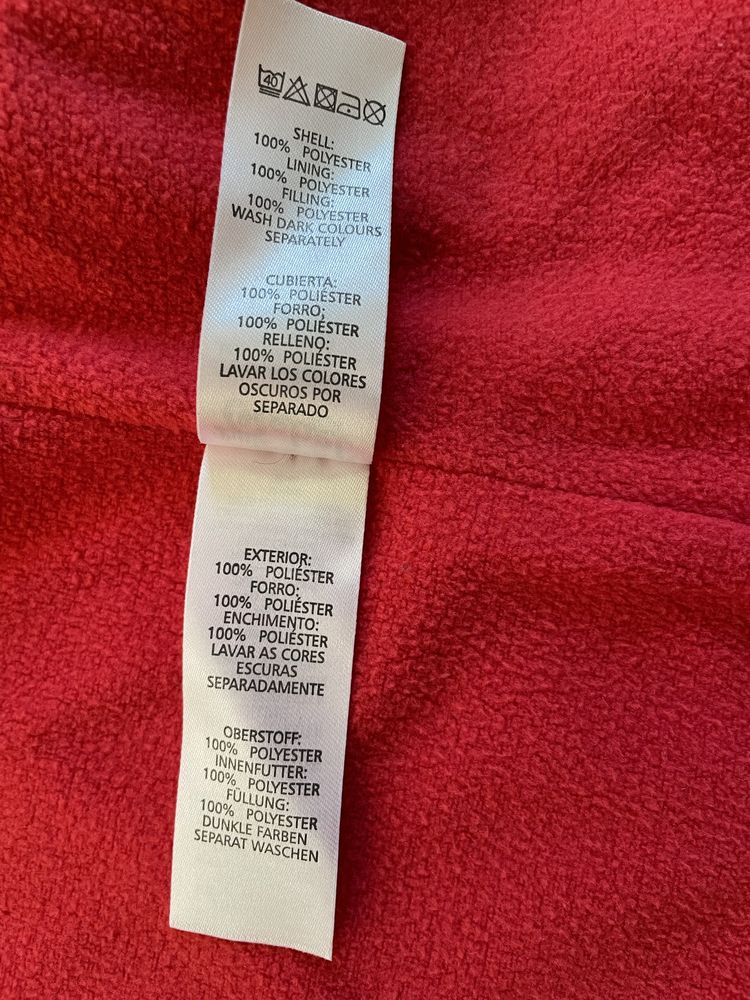 40
SHELL:
100% POLYESTER
LINING:
100% POLYESTER
FILLING:
100% POLYESTER
WASH DARK COLOURS
SEPARATELY
CUBIERTA:
100% POLIÉSTER
FORRO:
100% POLIÉSTER
RELLENO:
100% POLIÉSTER
LAVAR LOS COLORES
OSCUROS POR
SEPARADO
EXTERIOR:
100% POLIÉSTER
FORRO:
100% POLIÉSTER
ENCHIMENTO:
100% POLIÉSTER
LAVAR AS CORES
ESCURAS
SEPARADAMENTE
OBERSTOFF:
100% POLYESTER
INNENFUTTER:
100% POLYESTER
FÜLLUNG:
100% POLYESTER
DUNKLE FARBEN
SEPARAT WASCHEN